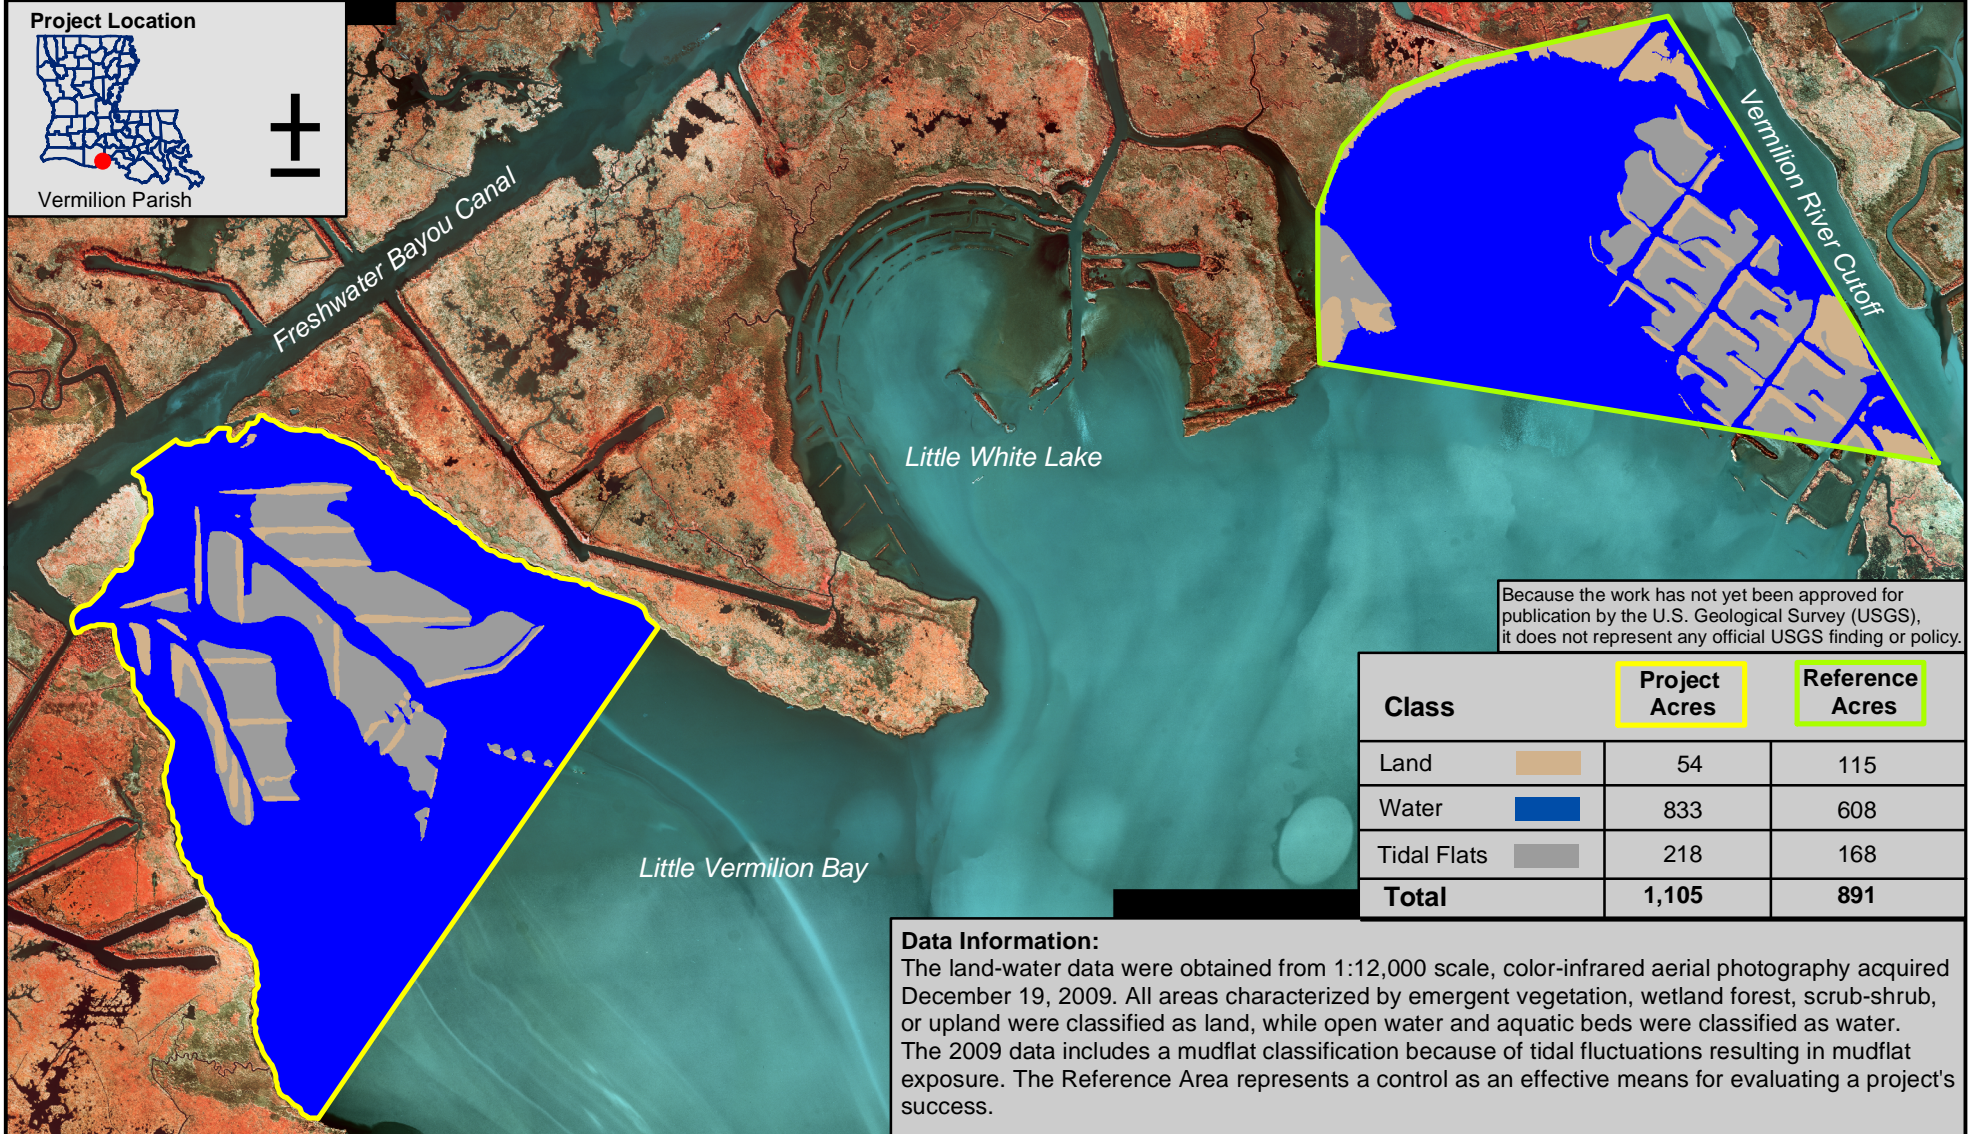 Project Location
Vermilion Parish
Freshwater Bayou Canal
Vermilion River Cutoff
Little White Lake
Little Vermilion Bay
Because the work has not yet been approved for
publication by the U.S. Geological Survey (USGS),
it does not represent any official USGS finding or policy.
Class Project Acres Reference Acres
Land 54 115
Water 833 608
Tidal Flats 218 168
Total 1,105 891
Data Information:
The land-water data were obtained from 1:12,000 scale, color-infrared aerial photography acquired
December 19, 2009. All areas characterized by emergent vegetation, wetland forest, scrub-shrub,
or upland were classified as land, while open water and aquatic beds were classified as water.
The 2009 data includes a mudflat classification because of tidal fluctuations resulting in mudflat
exposure. The Reference Area represents a control as an effective means for evaluating a project's
success.